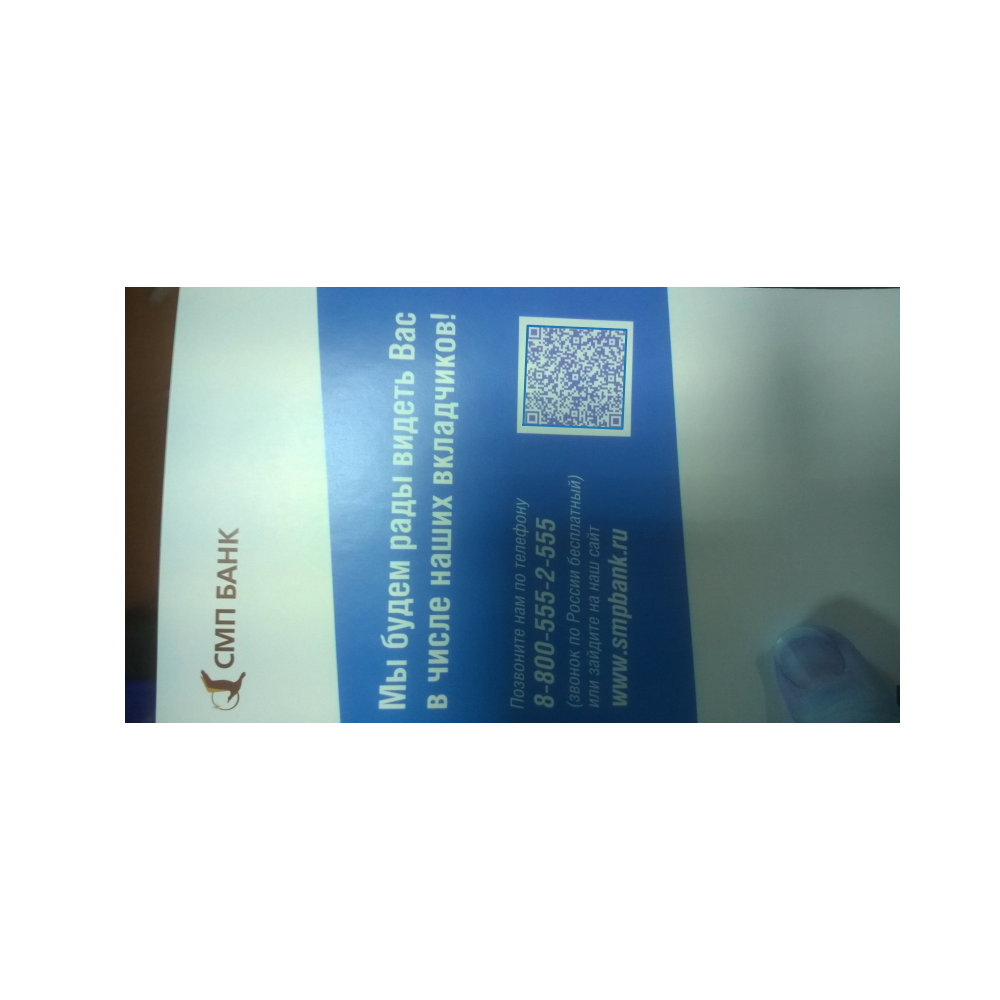 СМП БАНК
Мы будем рады видеть Вас
в числе наших вкладчиков!
Позвоните нам по телефону
8-800-555-2-555
(звонок по России бесплатный)
или зайдите на наш сайт
www.smpbank.ru